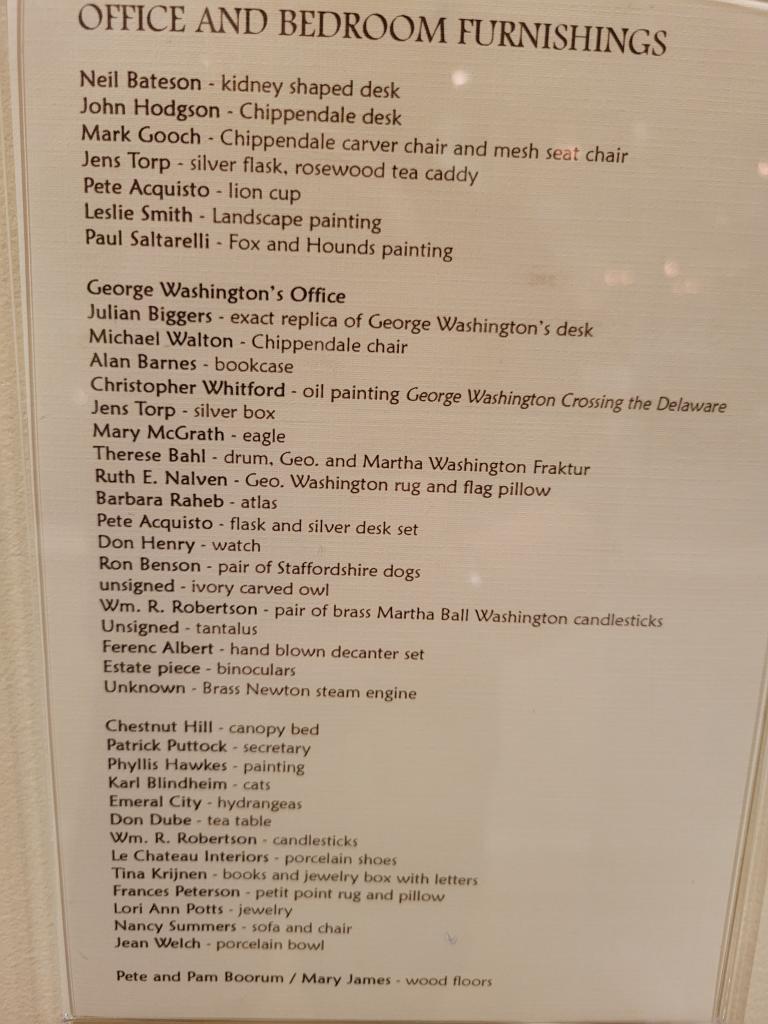 OFFICE AND BEDROOM FURNISHINGS
Neil Bateson - kidney shaped desk
John Hodgson - Chippendale desk
Mark Gooch - Chippendale carver chair and mesh seat chair
Jens Torp - silver flask, rosewood tea caddy
Pete Acquisto - lion cup
Leslie Smith - Landscape painting
Paul Saltarelli - Fox and Hounds painting
George Washington's Office
Julian Biggers - exact replica of George Washington's desk
Michael Walton - Chippendale chair
Alan Barnes - bookcase
Christopher Whitford - oil painting George Washington Crossing the Delaware
Jens Torp - silver box
Mary McGrath - eagle
Therese Bahl - drum, Geo. and Martha Washington Fraktur
Ruth E. Nalven - Geo. Washington rug and flag pillow
Barbara Raheb - atlas
Pete Acquisto - flask and silver desk set
Don Henry - watch
Ron Benson - pair of Staffordshire dogs
unsigned - ivory carved owl
Wm. R. Robertson - pair of brass Martha Ball Washington candlesticks
Unsigned - tantalus
Ferenc Albert - hand blown decanter set
Estate piece - binoculars
Unknown - Brass Newton steam engine
Chestnut Hill - canopy bed
Patrick Puttock - secretary
Phyllis Hawkes - painting
Karl Blindheim - cats
Emeral City - hydrangeas
Don Dube - tea table
Wm. R. Robertson - candlesticks
Le Chateau Interiors - porcelain shoes
Tina Krijnen - books and jewelry box with letters
Frances Peterson - petit point rug and pillow
Lori Ann Potts - jewelry
Nancy Summers - sofa and chair
Jean Welch - porcelain bowl
Pete and Pam Boorum / Mary James - wood floors